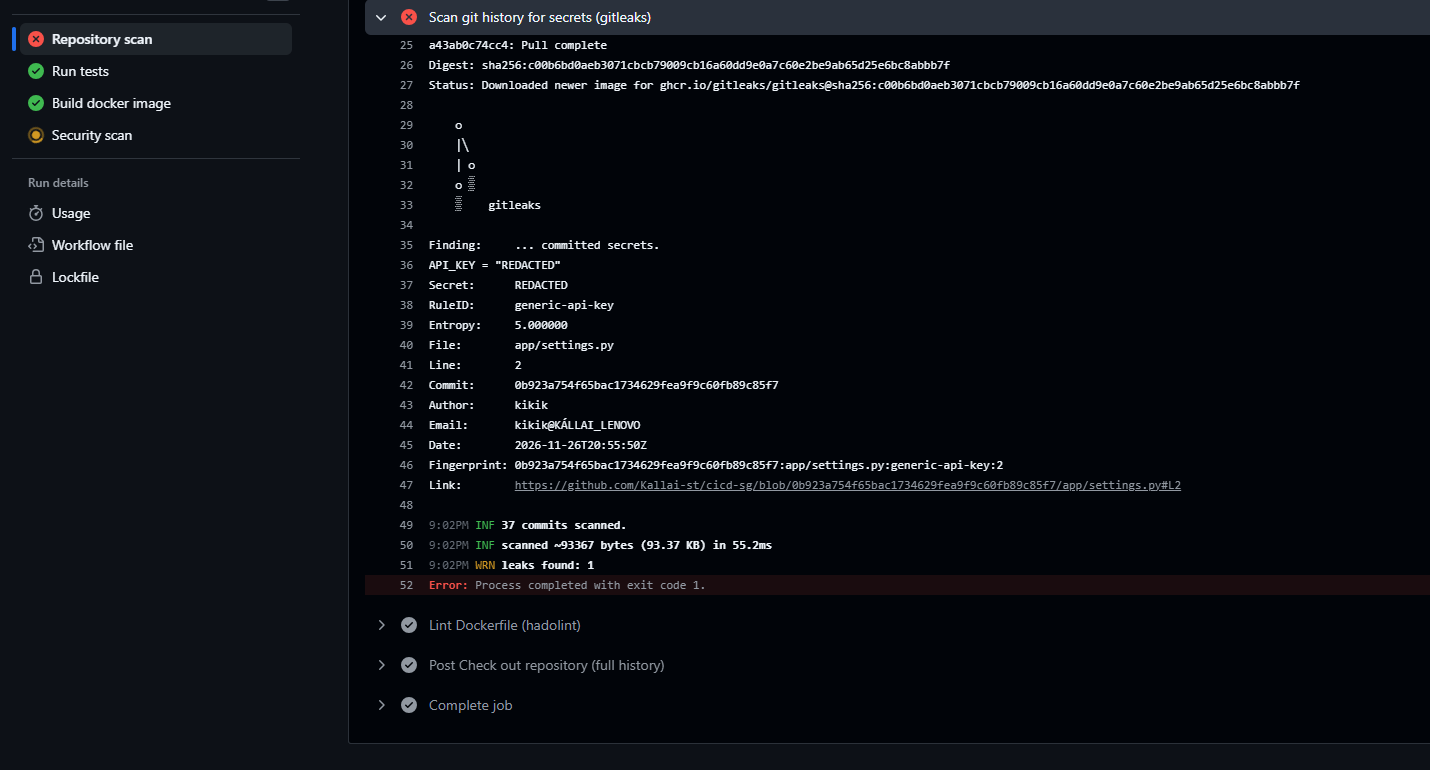 Repository scan
Run tests
Build docker image
Security scan
Run details
Usage
Workflow file
Lockfile
Scan git history for secrets (gitleaks)
25 a43ab0c74cc4: Pull complete
26 Digest: sha256:c00b6bd0aeb3071cbcb79009cb16a60dd9e0a7c60e2be9ab65d25e6bc8abbb7f
27 Status: Downloaded newer image for ghcr.io/gitleaks/gitleaks@sha256:c00b6bd0aeb3071cbcb79009cb16a60dd9e0a7c60e2be9ab65d25e6bc8abbb7f
28
29 o
30 |\
31 | o
32 o ░
33 ░ gitleaks
34
35 Finding: ... committed secrets.
36 API_KEY = "REDACTED"
37 Secret: REDACTED
38 RuleID: generic-api-key
39 Entropy: 5.000000
40 File: app/settings.py
41 Line: 2
42 Commit: 0b923a754f65bac1734629fea9f9c60fb89c85f7
43 Author: kikik
44 Email: kikik@KÁLLAI_LENOVO
45 Date: 2026-11-26T20:55:50Z
46 Fingerprint: 0b923a754f65bac1734629fea9f9c60fb89c85f7:app/settings.py:generic-api-key:2
47 Link: https://github.com/Kallai-st/cicd-sg/blob/0b923a754f65bac1734629fea9f9c60fb89c85f7/app/settings.py#L2
48
49 9:02PM INF 37 commits scanned.
50 9:02PM INF scanned ~93367 bytes (93.37 KB) in 55.2ms
51 9:02PM WRN leaks found: 1
52 Error: Process completed with exit code 1.
Lint Dockerfile (hadolint)
Post Check out repository (full history)
Complete job